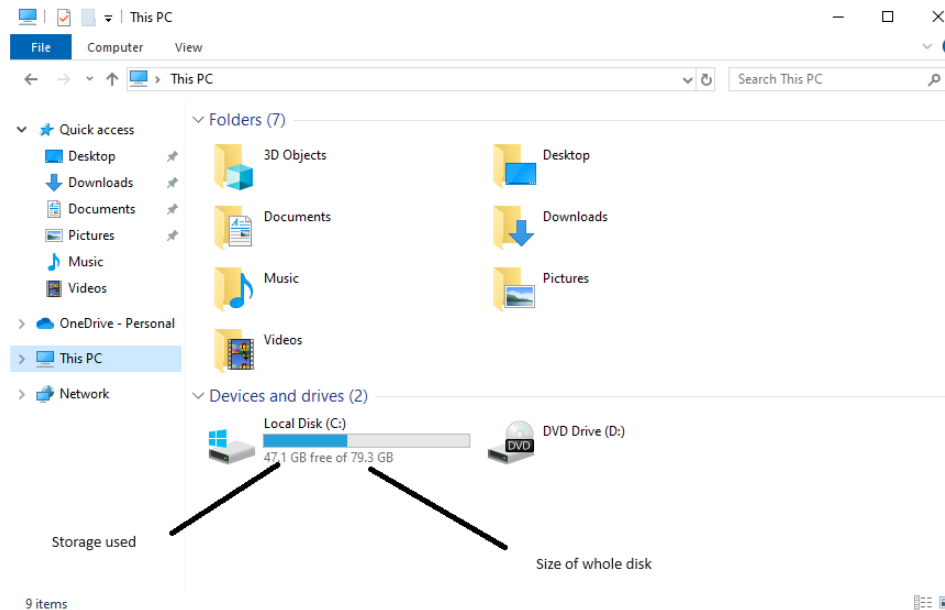 This PC
File Computer View
This PC
Search This PC
Quick access
Desktop
Downloads
Documents
Pictures
Music
Videos
OneDrive - Personal
This PC
Network
Folders (7)
3D Objects
Desktop
Documents
Downloads
Music
Pictures
Videos
Devices and drives (2)
Local Disk (C:)
47.1 GB free of 79.3 GB
DVD
DVD Drive (D:)
Storage used
Size of whole disk
9 items